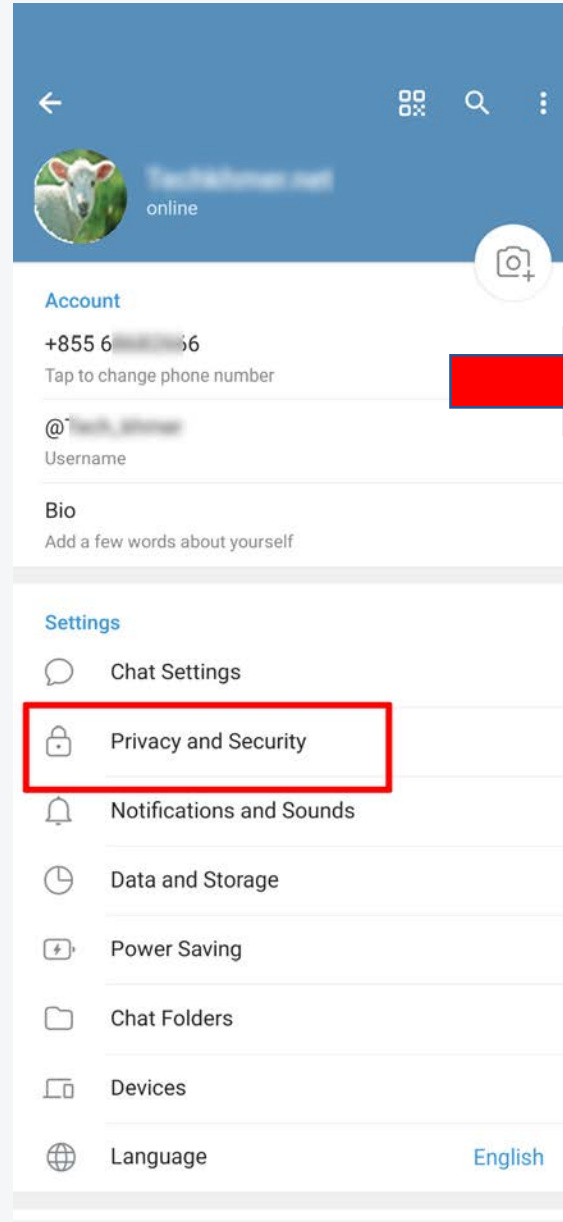 online
Account
+855 6 66
Tap to change phone number
@
Username
Bio
Add a few words about yourself
Settings
Chat Settings
Privacy and Security
Notifications and Sounds
Data and Storage
Power Saving
Chat Folders
Devices
Language English